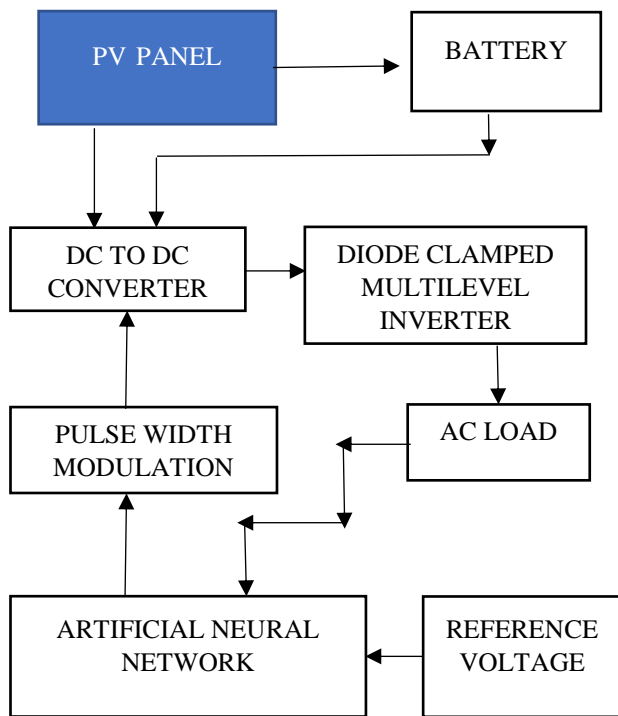 PV PANEL
BATTERY
DC TO DC
CONVERTER
DIODE CLAMPED
MULTILEVEL
INVERTER
PULSE WIDTH
MODULATION
AC LOAD
ARTIFICIAL NEURAL
NETWORK
REFERENCE
VOLTAGE